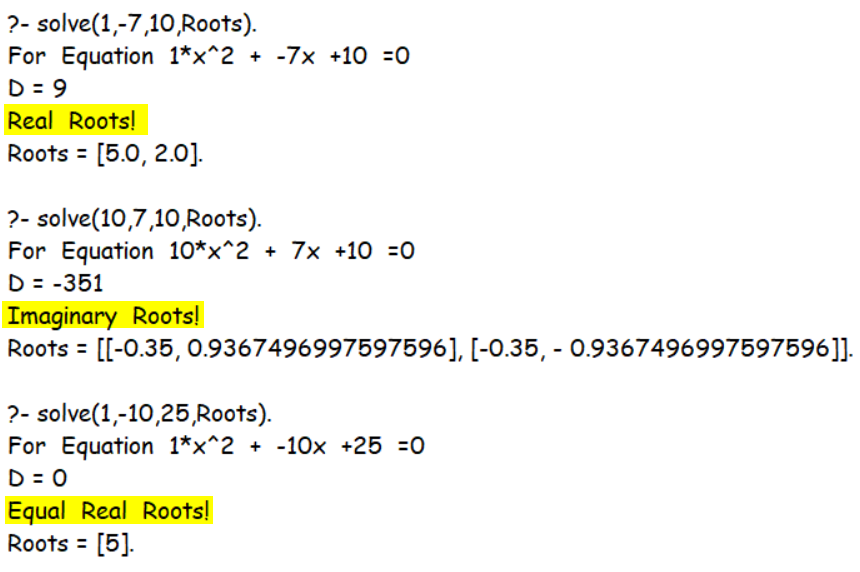 ?- solve(1,-7,10,Roots).
For Equation 1*x^2 + -7x +10 =0
D = 9
Real Roots!
Roots = [5.0, 2.0].
?- solve(10,7,10,Roots).
For Equation 10*x^2 + 7x +10 =0
D = -351
Imaginary Roots!
Roots = [[-0.35, 0.9367496997597596], [-0.35, - 0.9367496997597596]].
?- solve(1,-10,25,Roots).
For Equation 1*x^2 + -10x +25 =0
D = 0
Equal Real Roots!
Roots = [5].